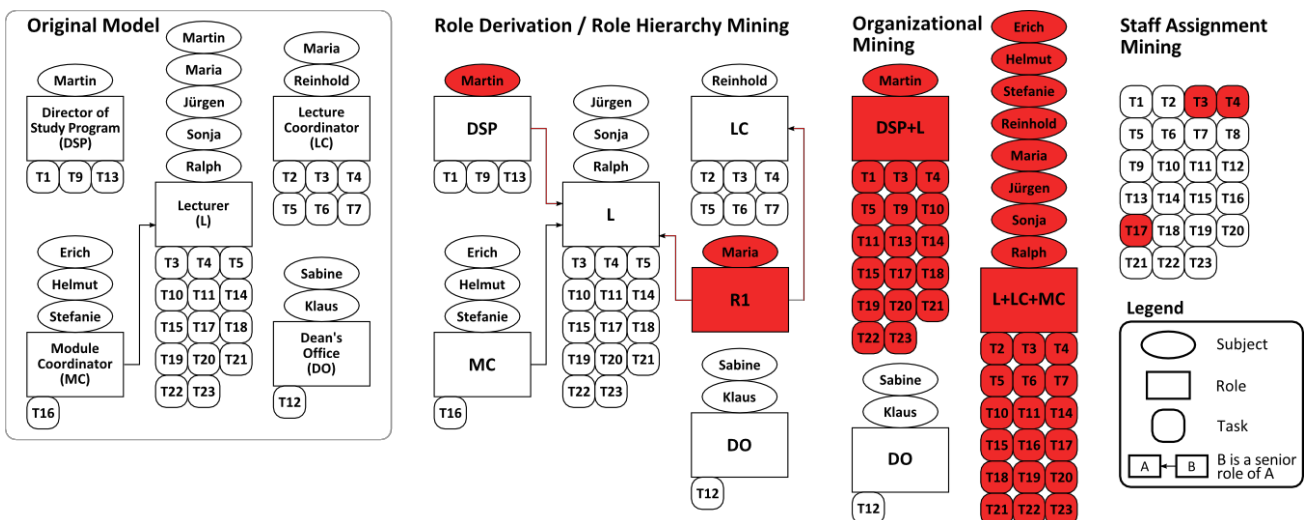 Original Model
Martin
Director of
Study Program
(DSP)
T1 T9 T13
Martin
Maria
Jürgen
Sonja
Ralph
Lecturer
(L)
T3 T4 T5
T10 T11 T14
T15 T17 T18
T19 T20 T21
T22 T23
Maria
Reinhold
Lecture
Coordinator
(LC)
T2 T3 T4
T5 T6 T7
Erich
Helmut
Stefanie
Module
Coordinator
(MC)
T16
Sabine
Klaus
Dean's
Office
(DO)
T12
Role Derivation / Role Hierarchy Mining
Martin
DSP
T1 T9 T13
Jürgen
Sonja
Ralph
L
T3 T4 T5
T10 T11 T14
T15 T17 T18
T19 T20 T21
T22 T23
Reinhold
LC
T2 T3 T4
T5 T6 T7
Erich
Helmut
Stefanie
MC
T16
Maria
R1
Sabine
Klaus
DO
T12
Organizational
Mining
Martin
DSP+L
T1 T3 T4
T5 T9 T10
T11 T13 T14
T15 T17 T18
T19 T20 T21
T22 T23
Sabine
Klaus
DO
T12
Erich
Helmut
Stefanie
Reinhold
Maria
Jürgen
Sonja
Ralph
L+LC+MC
T2 T3 T4
T5 T6 T7
T10 T11 T14
T15 T16 T17
T18 T19 T20
T21 T22 T23
Staff Assignment
Mining
T1 T2 T3 T4
T5 T6 T7 T8
T9 T10 T11 T12
T13 T14 T15 T16
T17 T18 T19 T20
T21 T22 T23
Legend
Subject
Role
Task
A B B is a senior
role of A